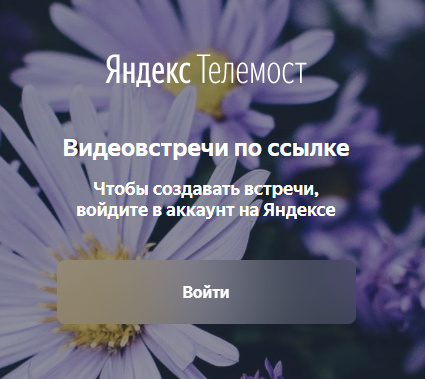 Яндекс Телемост
Видеовстречи по ссылке
Чтобы создавать встречи,
войдите в аккаунт на Яндексе
Войти